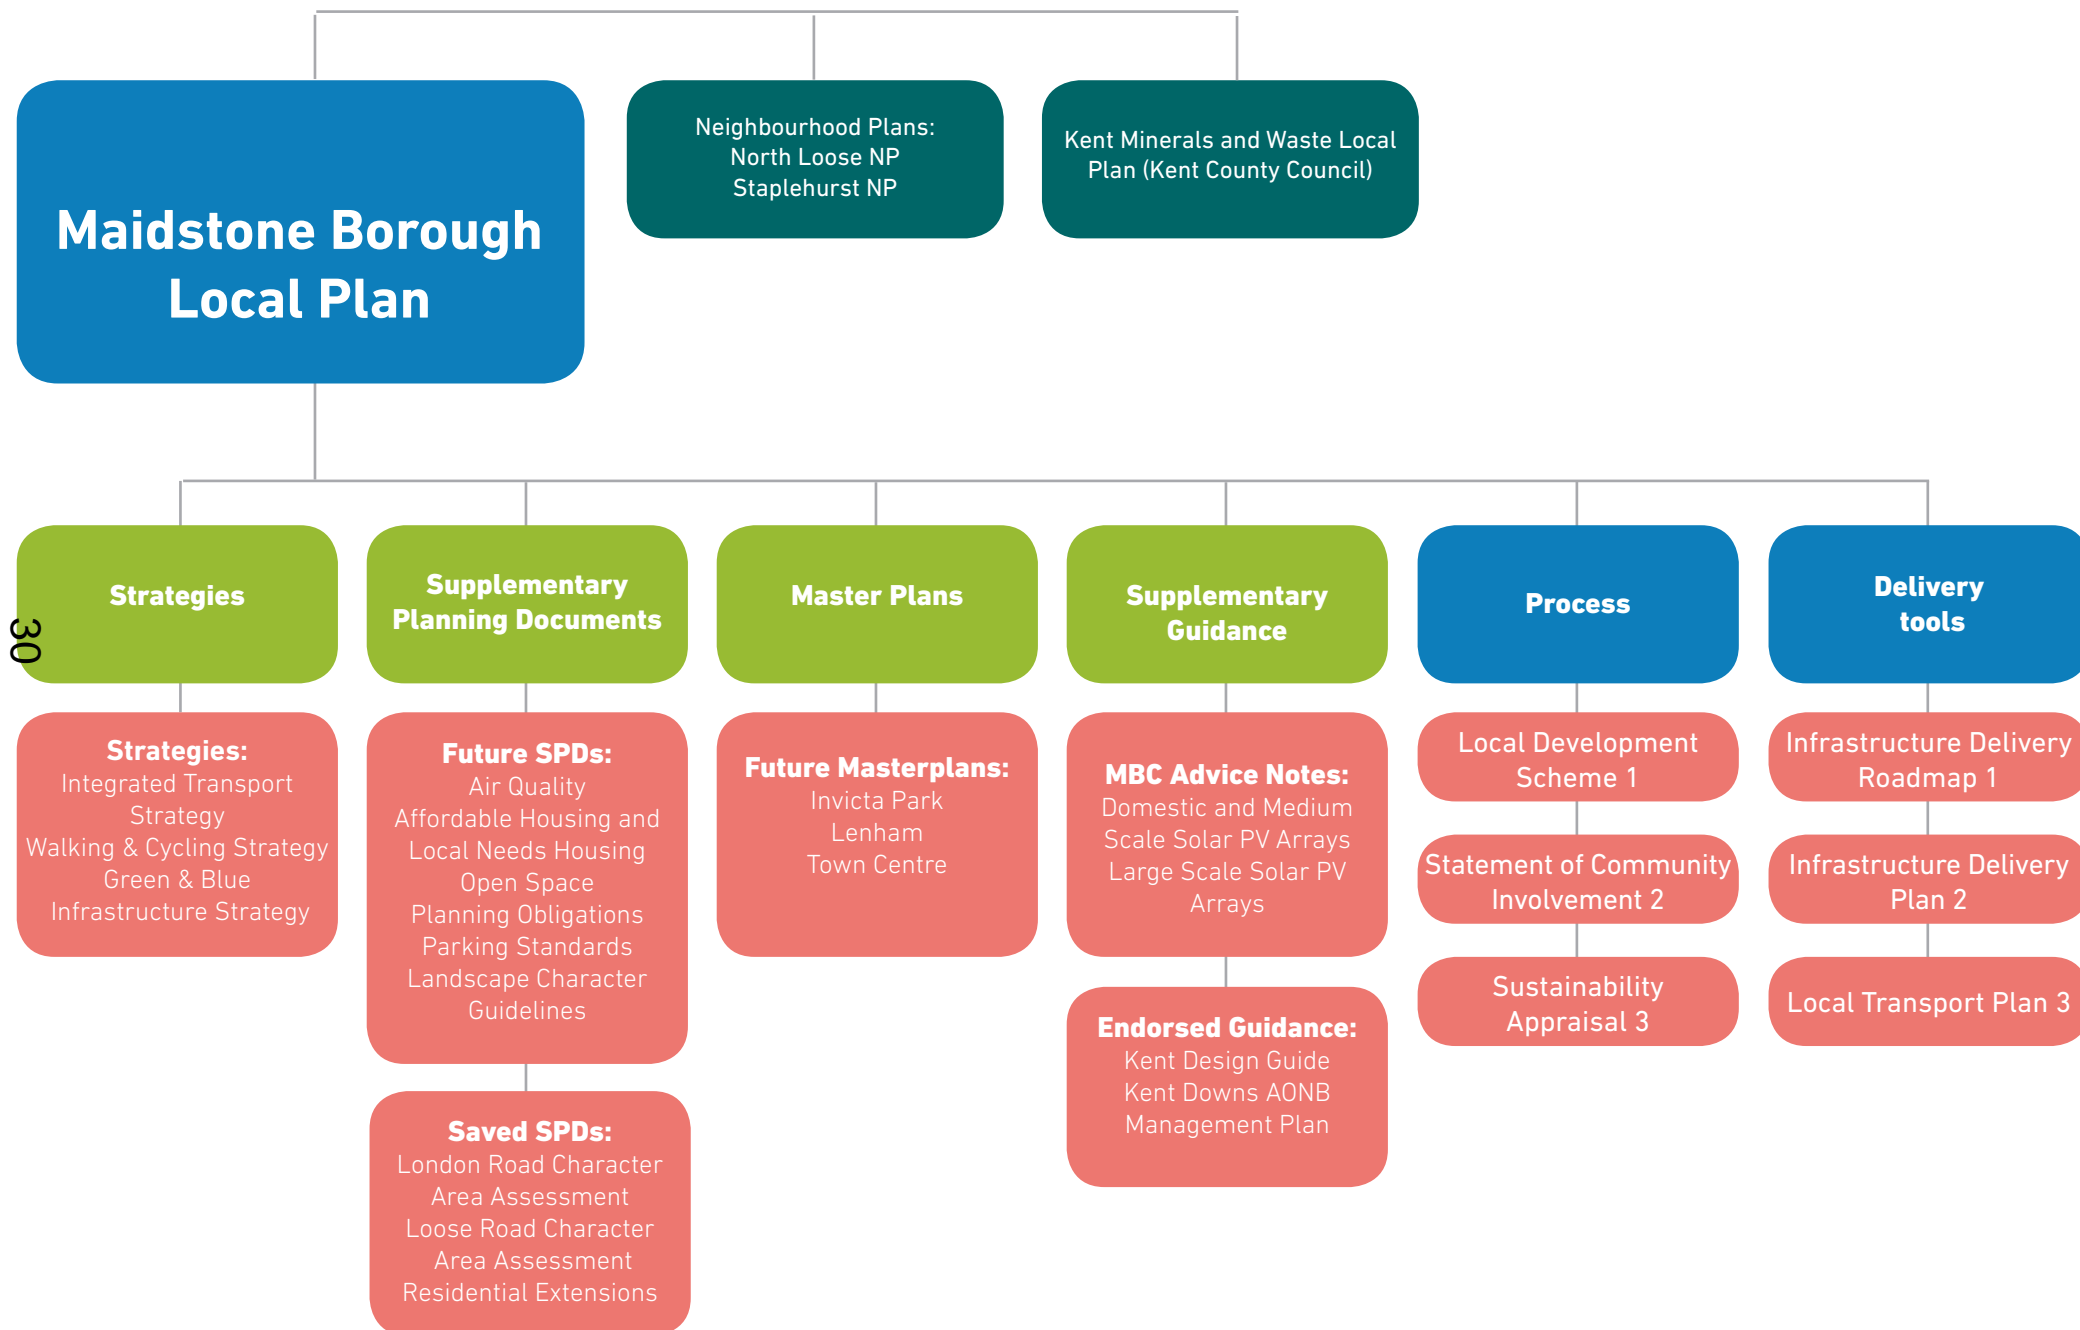 Maidstone Borough
Local Plan
Neighbourhood Plans:
North Loose NP
Staplehurst NP
Kent Minerals and Waste Local
Plan (Kent County Council)
Strategies
Supplementary
Planning Documents
Master Plans
Supplementary
Guidance
Process
Delivery
tools
30
Strategies:
Integrated Transport
Strategy
Walking & Cycling Strategy
Green & Blue
Infrastructure Strategy
Future SPDs:
Air Quality
Affordable Housing and
Local Needs Housing
Open Space
Planning Obligations
Parking Standards
Landscape Character
Guidelines
Saved SPDs:
London Road Character
Area Assessment
Loose Road Character
Area Assessment
Residential Extensions
Future Masterplans:
Invicta Park
Lenham
Town Centre
MBC Advice Notes:
Domestic and Medium
Scale Solar PV Arrays
Large Scale Solar PV
Arrays
Endorsed Guidance:
Kent Design Guide
Kent Downs AONB
Management Plan
Local Development
Scheme 1
Statement of Community
Involvement 2
Sustainability
Appraisal 3
Infrastructure Delivery
Roadmap 1
Infrastructure Delivery
Plan 2
Local Transport Plan 3